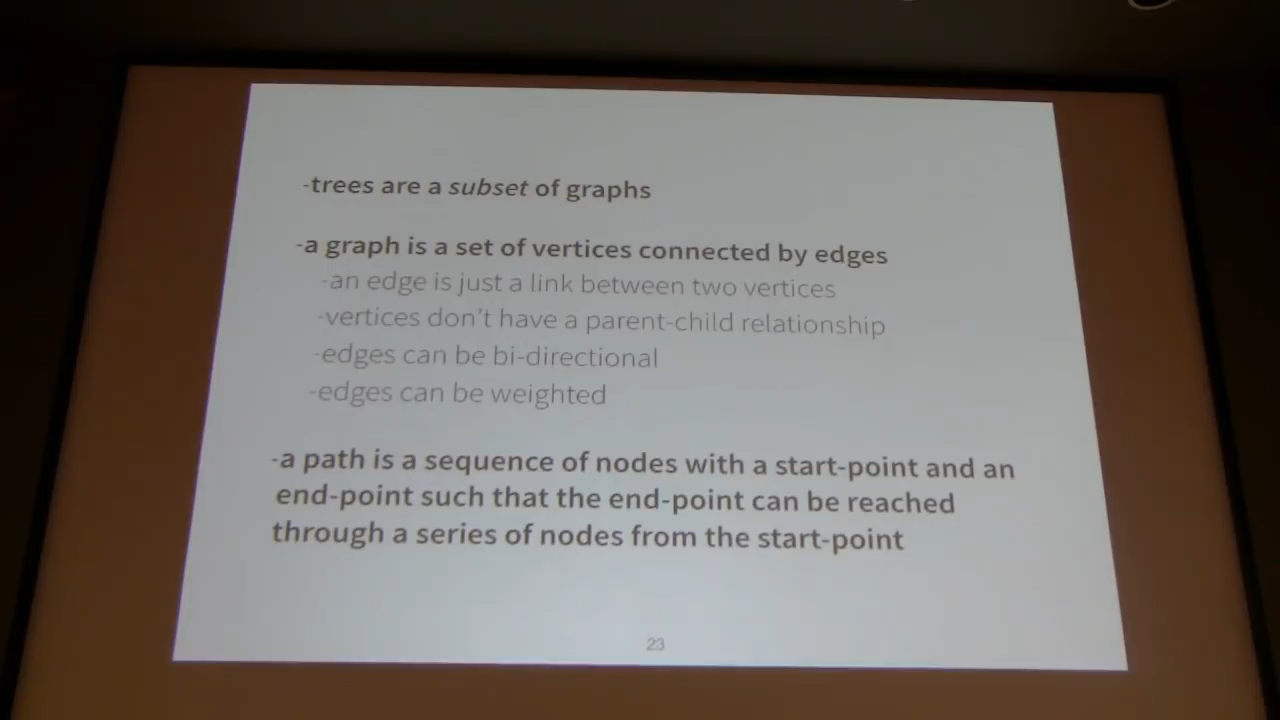 -trees are a subset of graphs
-a graph is a set of vertices connected by edges
-an edge is just a link between two vertices
-vertices don't have a parent-child relationship
-edges can be bi-directional
-edges can be weighted
-a path is a sequence of nodes with a start-point and an
end-point such that the end-point can be reached
through a series of nodes from the start-point
23